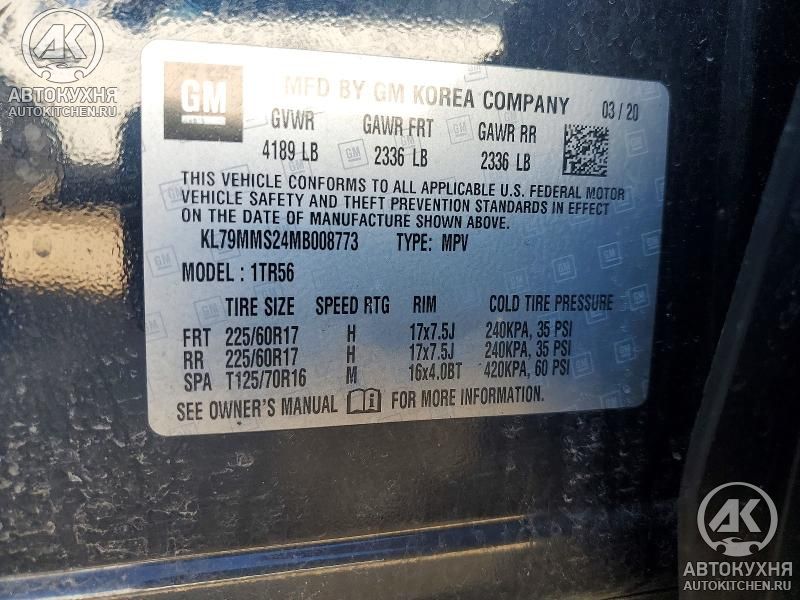 АК
АВТОКУХНЯ
AUTOKITCHEN.RU
GM
MFD BY GM KOREA COMPANY 03/20
GVWR GAWR FRT GAWR RR
4189 LB 2336 LB 2336 LB
THIS VEHICLE CONFORMS TO ALL APPLICABLE U.S. FEDERAL MOTOR
VEHICLE SAFETY AND THEFT PREVENTION STANDARDS IN EFFECT
ON THE DATE OF MANUFACTURE SHOWN ABOVE.
KL79MMS24MB008773 TYPE: MPV
MODEL : 1TR56
TIRE SIZE SPEED RTG RIM COLD TIRE PRESSURE
FRT 225/60R17 H 17x7.5J 240KPA, 35 PSI
RR 225/60R17 H 17x7.5J 240KPA, 35 PSI
SPA T125/70R16 M 16x4.0BT 420KPA, 60 PSI
SEE OWNER'S MANUAL FOR MORE INFORMATION.
АК
АВТОКУХНЯ
AUTOKITCHEN.RU